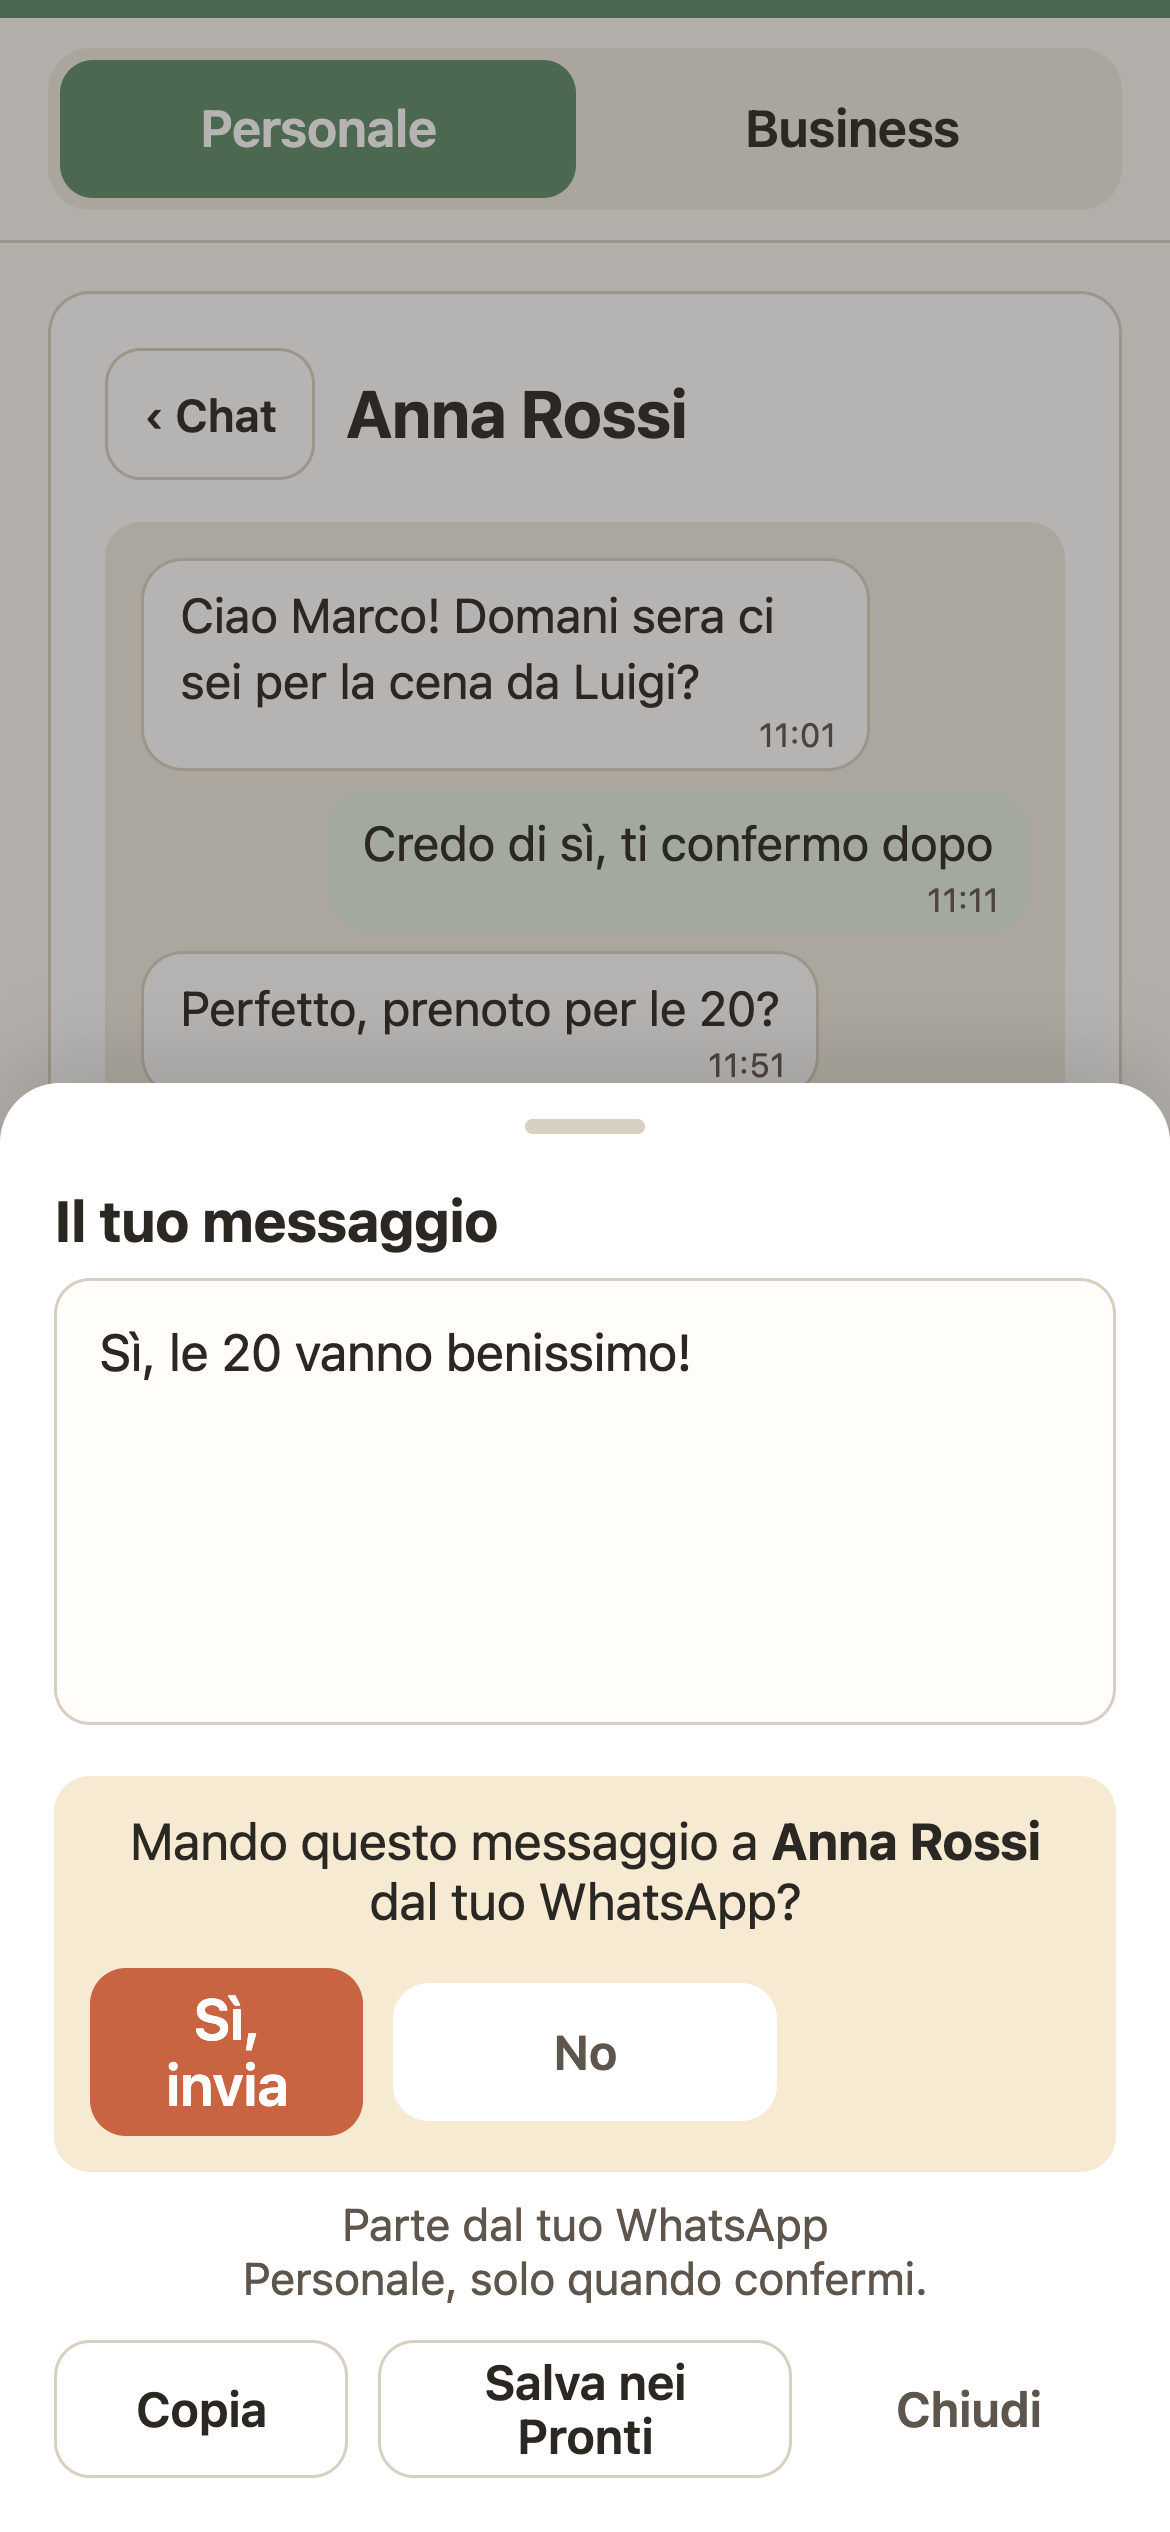 Personale
Business
‹ Chat
Anna Rossi
Ciao Marco! Domani sera ci
sei per la cena da Luigi?
11:01
Credo di sì, ti confermo dopo
11:11
Perfetto, prenoto per le 20?
11:51
Il tuo messaggio
Sì, le 20 vanno benissimo!
Mando questo messaggio a Anna Rossi
dal tuo WhatsApp?
Sì,
invia
No
Parte dal tuo WhatsApp
Personale, solo quando confermi.
Copia
Salva nei
Pronti
Chiudi